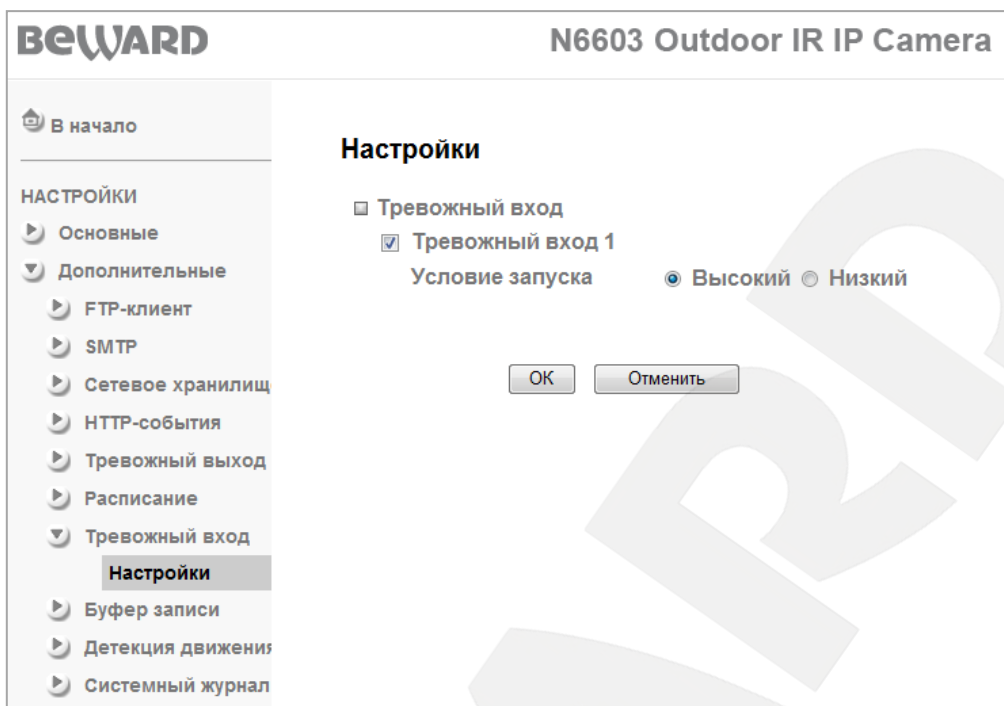 BEWARD
N6603 Outdoor IR IP Camera
В начало
НАСТРОЙКИ
Основные
Дополнительные
FTP-клиент
SMTP
Сетевое хранилищ
HTTP-события
Тревожный выход
Расписание
Тревожный вход
Настройки
Буфер записи
Детекция движения
Системный журнал
Настройки
Тревожный вход
Тревожный вход 1
Условие запуска Высокий Низкий
ОК Отменить